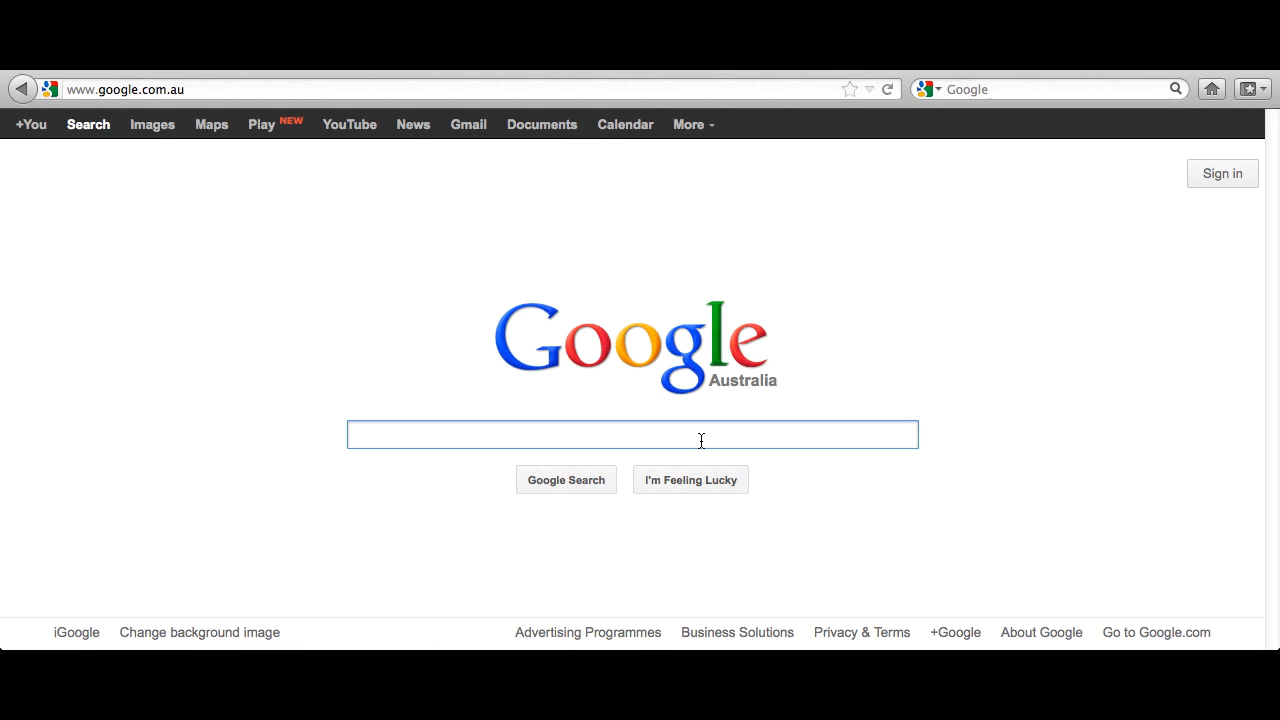 www.google.com.au Google
+You Search Images Maps Play NEW YouTube News Gmail Documents Calendar More
Sign in
Google
Australia
Google Search I'm Feeling Lucky
iGoogle Change background image Advertising Programmes Business Solutions Privacy & Terms +Google About Google Go to Google.com